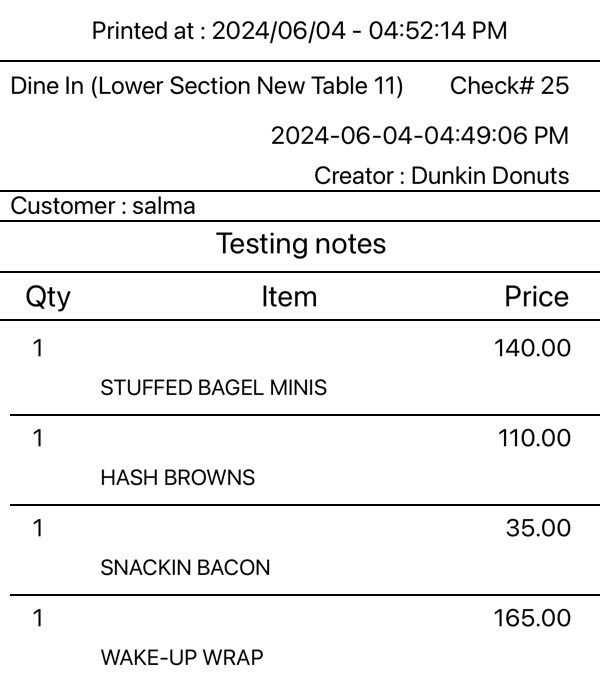 Printed at : 2024/06/04 - 04:52:14 PM
Dine In (Lower Section New Table 11) Check# 25
2024-06-04-04:49:06 PM
Creator : Dunkin Donuts
Customer : salma
Testing notes
Qty Item Price
1 140.00
STUFFED BAGEL MINIS
1 110.00
HASH BROWNS
1 35.00
SNACKIN BACON
1 165.00
WAKE-UP WRAP